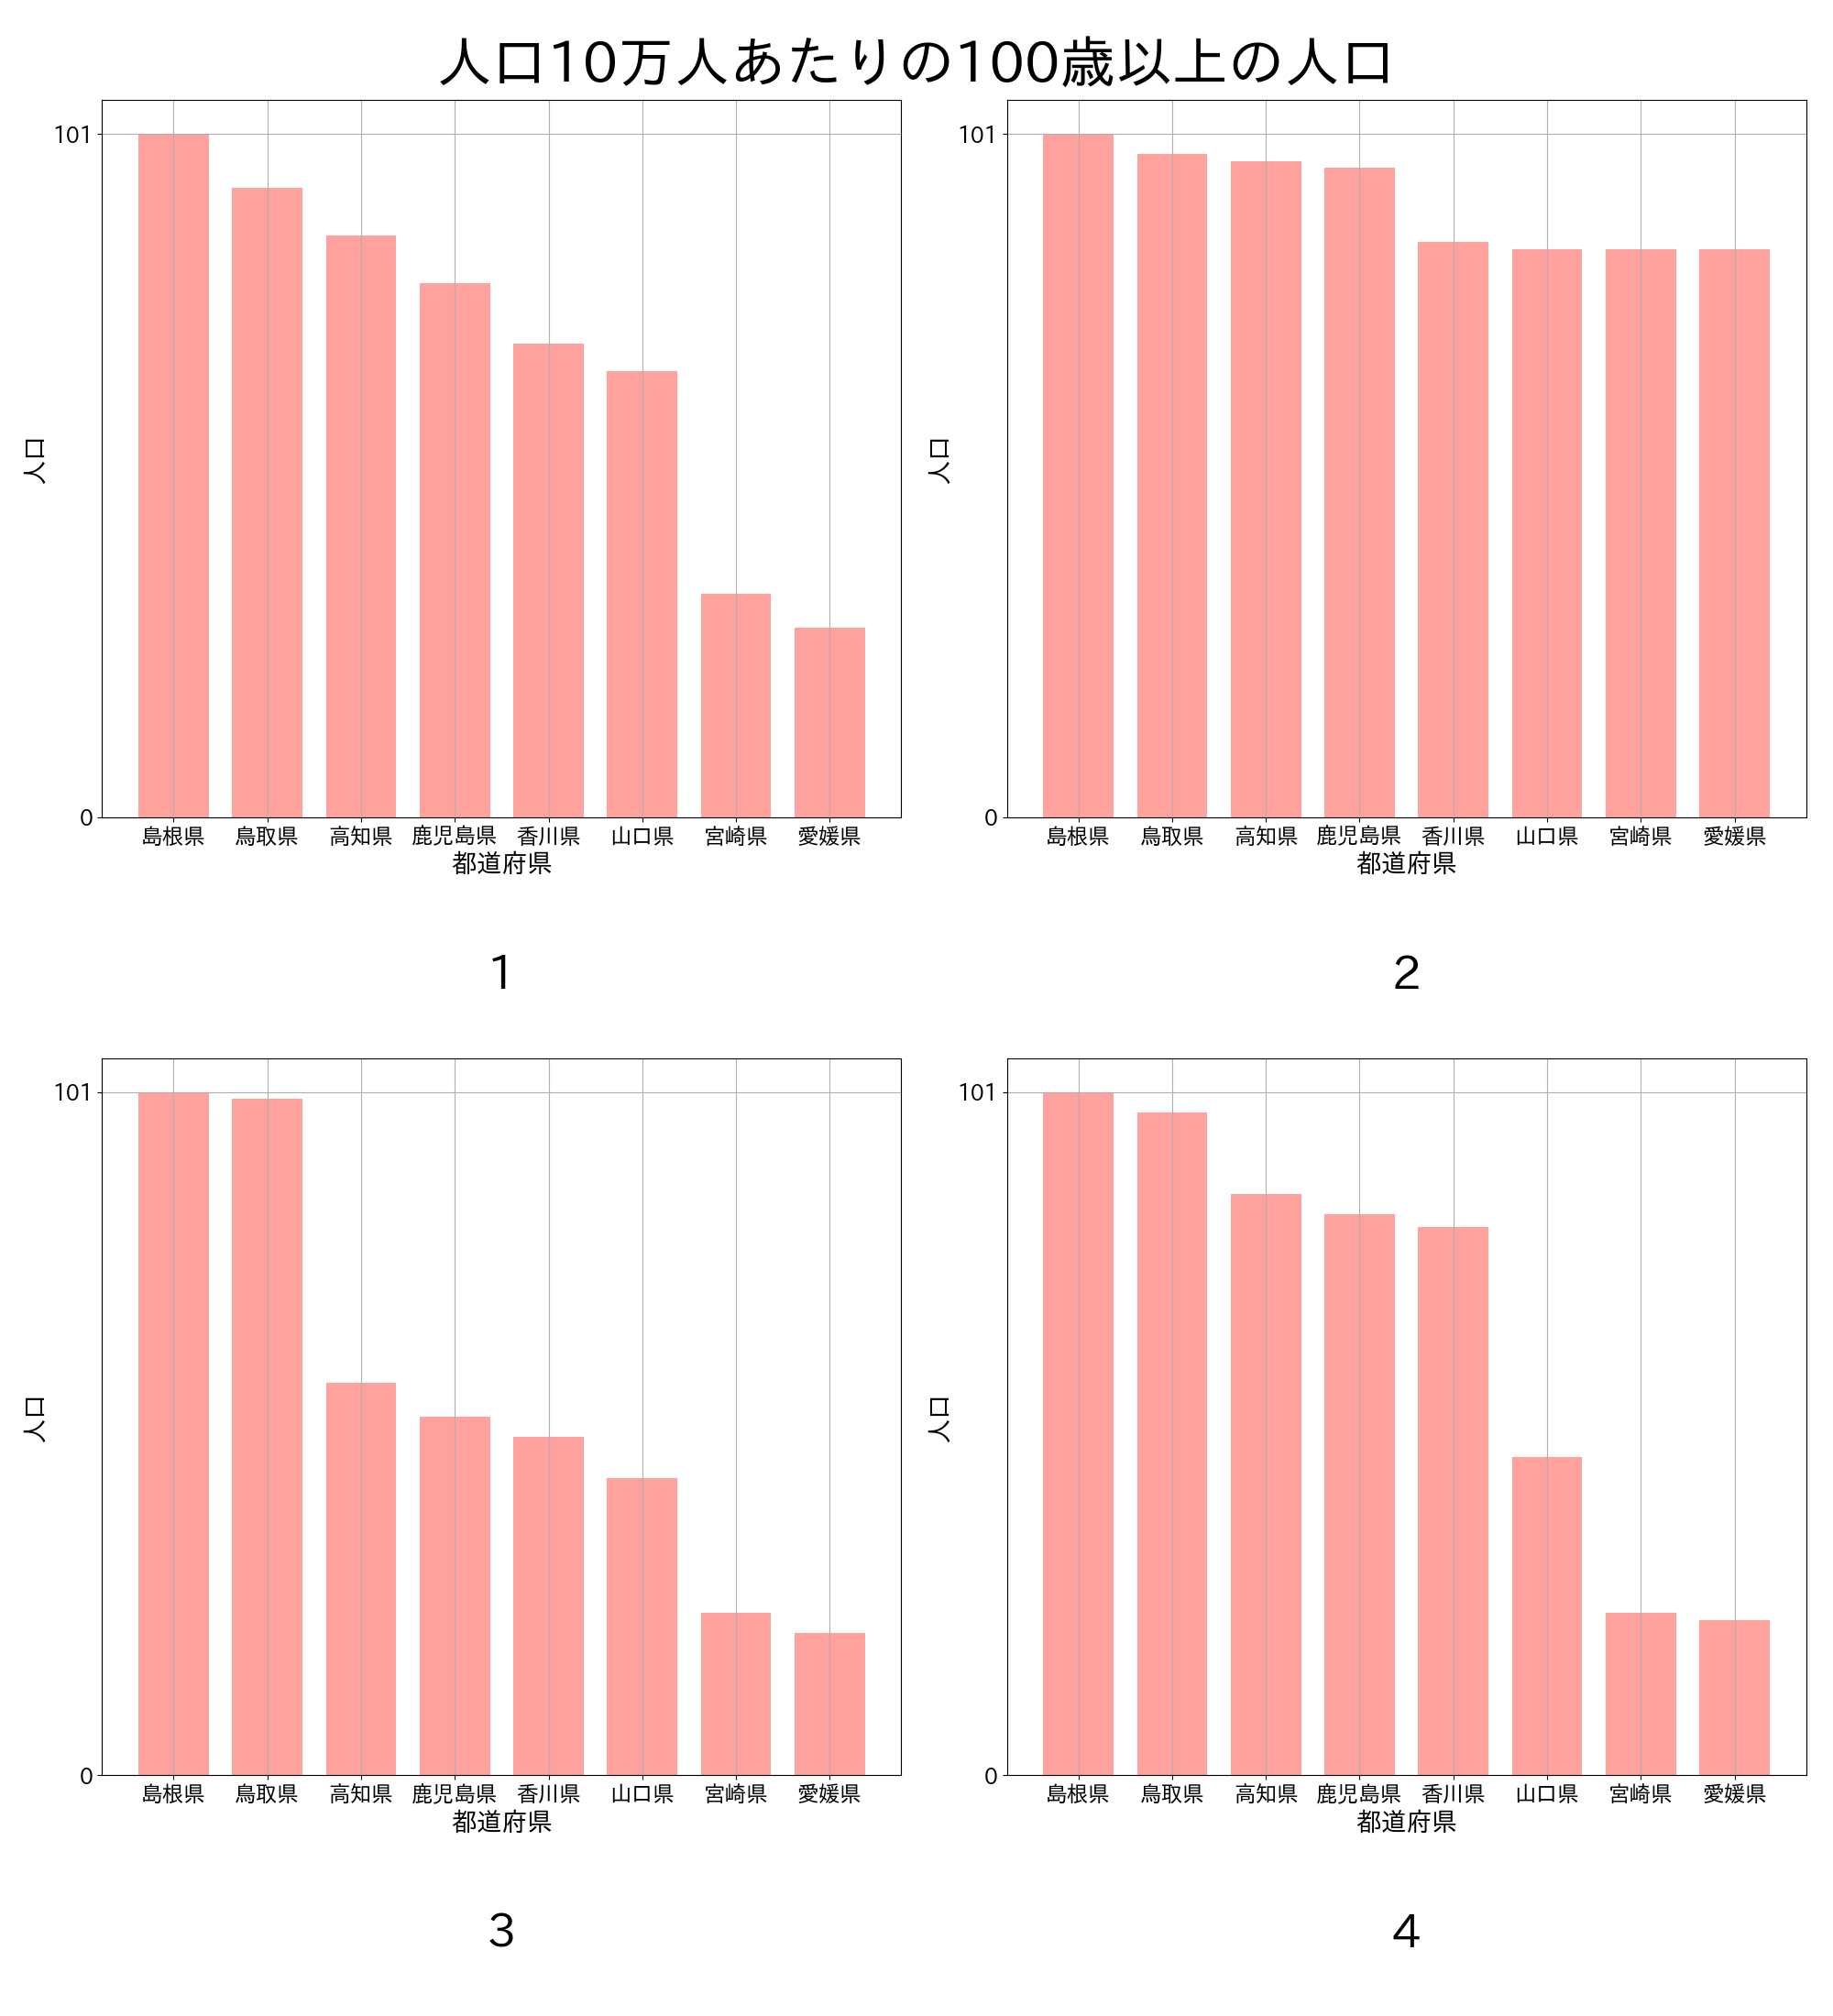 人口10万人あたりの100歳以上の人口
101
0
人口
島根県 鳥取県 高知県 鹿児島県 香川県 山口県 宮崎県 愛媛県
都道府県
1
101
0
人口
島根県 鳥取県 高知県 鹿児島県 香川県 山口県 宮崎県 愛媛県
都道府県
2
101
0
人口
島根県 鳥取県 高知県 鹿児島県 香川県 山口県 宮崎県 愛媛県
都道府県
3
101
0
人口
島根県 鳥取県 高知県 鹿児島県 香川県 山口県 宮崎県 愛媛県
都道府県
4